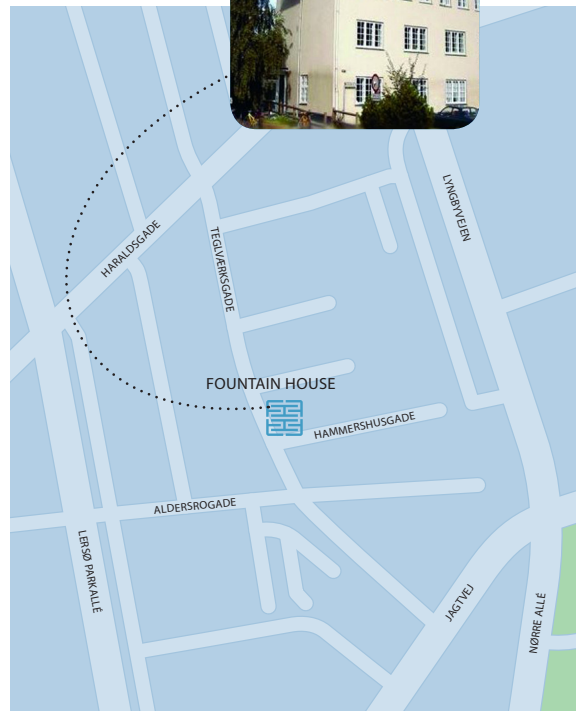 LYNGBYVEJEN
HARALDSGADE
TEGLVÆRKSGADE
FOUNTAIN HOUSE
HAMMERSHUSGADE
ALDERSROGADE
LERSØ PARKALLÉ
JAGTVEJ
NØRRE ALLÉ